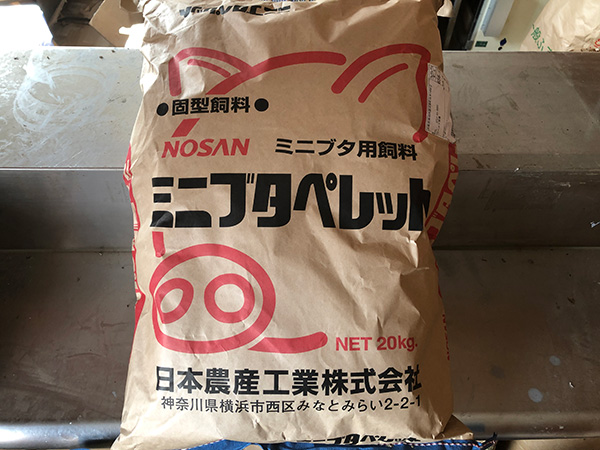 ●固型飼料●
NOSAN ミニブタ用飼料
ミニブタペレット
NET 20kg.
日本農産工業株式会社
神奈川県横浜市西区みなとみらい2-2-1
ミニブタペレット